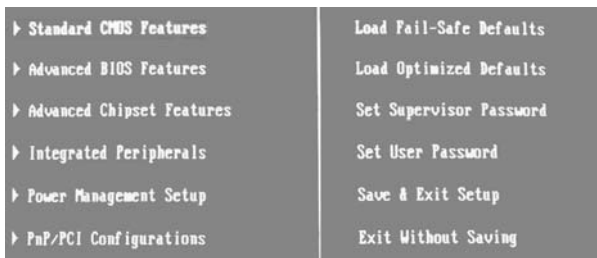 Standard CMOS Features
Advanced BIOS Features
Advanced Chipset Features
Integrated Peripherals
Power Management Setup
PnP/PCI Configurations
Load Fail-Safe Defaults
Load Optimized Defaults
Set Supervisor Password
Set User Password
Save & Exit Setup
Exit Without Saving